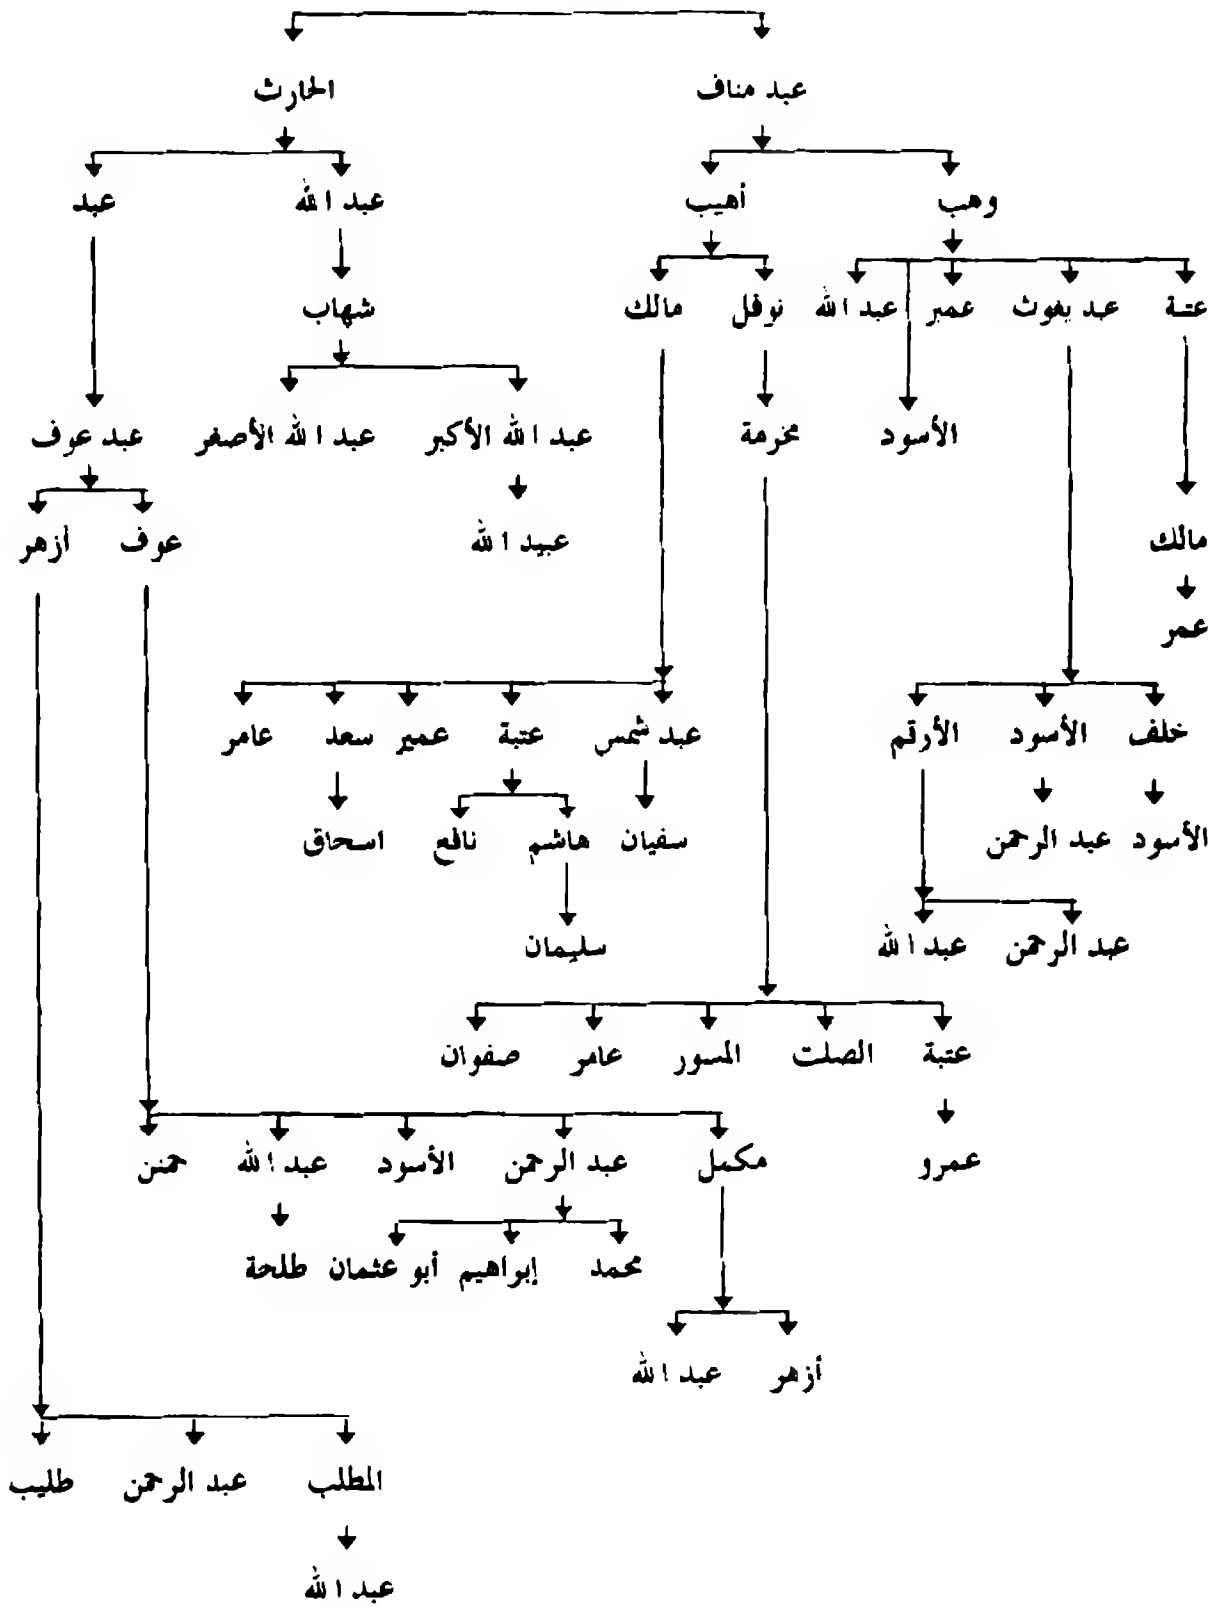 عبد مناف الحارث
وهب أهيب عبد الله عبد
عتبة عبد يغوث عمير عبد الله نوفل مالك شهاب
الأسود مخرمة عبد الله الأكبر عبد الله الأصغر عبد عوف
مالك عبيد الله عوف أزهر
عمر
خلف الأسود الأرقم عبد شمس عتبة عمير سعد عامر
الأسود عبد الرحمن سفيان هاشم نافع اسحاق
عبد الرحمن عبد الله سليمان
عتبة الصلت المسور عامر صفوان
عمرو مكمل عبد الرحمن الأسود عبد الله حمنن
محمد إبراهيم أبو عثمان طلحة
أزهر عبد الله
المطلب عبد الرحمن طليب
عبد الله